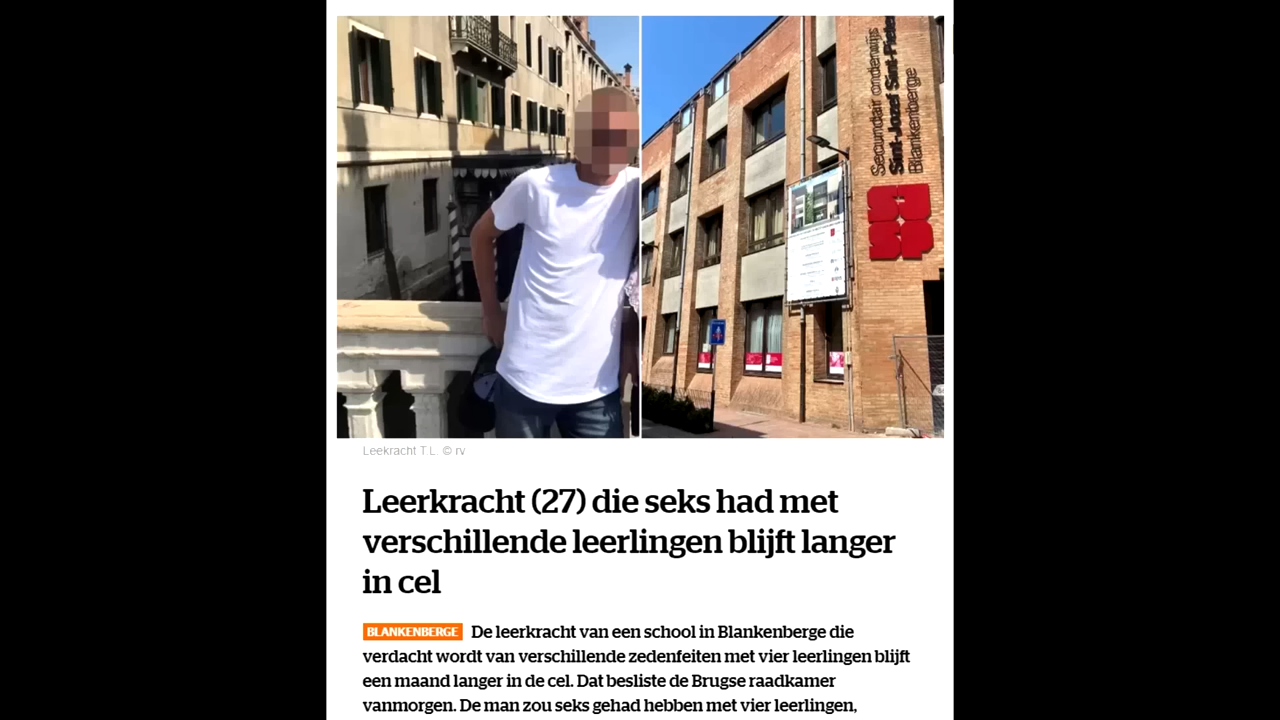 Secundair onderwijs
Sint-Jozef Sint-Pieter
Blankenberge
Leekracht T.L. © rv
Leerkracht (27) die seks had met
verschillende leerlingen blijft langer
in cel
BLANKENBERGE De leerkracht van een school in Blankenberge die
verdacht wordt van verschillende zedenfeiten met vier leerlingen blijft
een maand langer in de cel. Dat besliste de Brugse raadkamer
vanmorgen. De man zou seks gehad hebben met vier leerlingen,